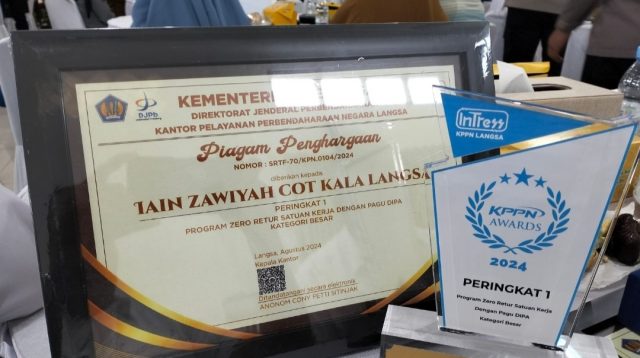 KEMENTERI
DIREKTORAT JENDERAL PERBENDAHA
KANTOR PELAYANAN PERBENDAHARAAN NEGARA LANGSA
DJPb
Piagam Penghargaan
NOMOR : SRTF-70/KPN.0104/2024
diberikan kepada
IAIN ZAWIYAH COT KALA LANGSA
PERINGKAT 1
PROGRAM ZERO RETUR SATUAN KERJA DENGAN PAGU DIPA
KATEGORI BESAR
Langsa, Agustus 2024
Kepala Kantor
Ditandatangani secara elektronik
ANONOM CONY PETTI SITINJAK
InTress
KPPN LANGSA
KPPN
AWARDS
2024
PERINGKAT 1
Program Zero Retur Satuan Kerja
Dengan Pagu DIPA
Kategori Besar